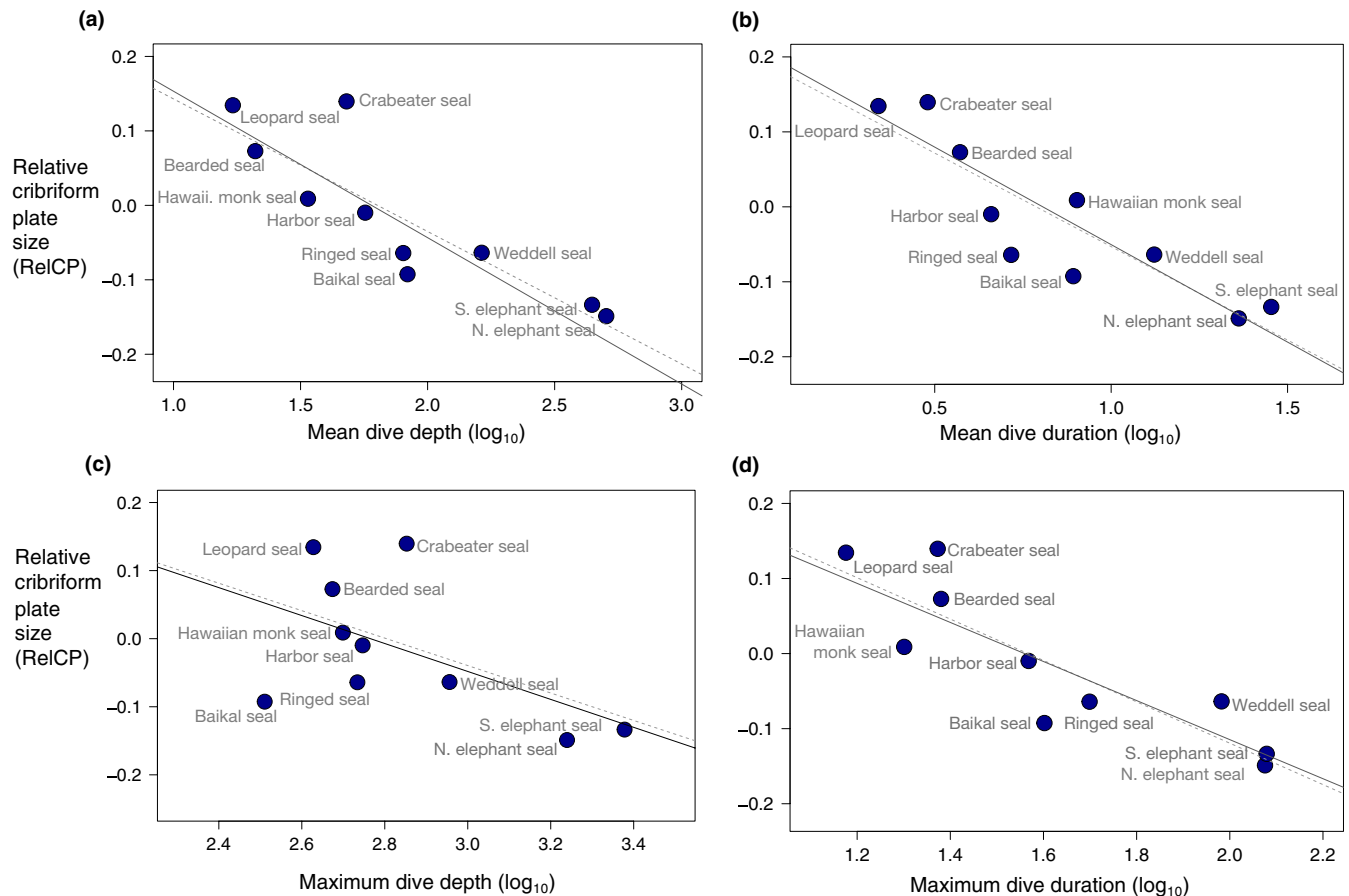 (a)
0.2
0.1
0.0
−0.1
−0.2
Relative
cribriform
plate
size
(RelCP)
Leopard seal
Crabeater seal
Bearded seal
Hawaii. monk seal
Harbor seal
Ringed seal
Weddell seal
Baikal seal
S. elephant seal
N. elephant seal
1.0 1.5 2.0 2.5 3.0
Mean dive depth (log10)
(b)
0.2
0.1
0.0
−0.1
−0.2
Crabeater seal
Leopard seal
Bearded seal
Hawaiian monk seal
Harbor seal
Ringed seal
Weddell seal
Baikal seal
S. elephant seal
N. elephant seal
0.5 1.0 1.5
Mean dive duration (log10)
(c)
0.2
0.1
0.0
−0.1
−0.2
Relative
cribriform
plate
size
(RelCP)
Leopard seal
Crabeater seal
Bearded seal
Hawaiian monk seal
Harbor seal
Weddell seal
Ringed seal
Baikal seal
S. elephant seal
N. elephant seal
2.4 2.6 2.8 3.0 3.2 3.4
Maximum dive depth (log10)
(d)
0.2
0.1
0.0
−0.1
−0.2
Crabeater seal
Leopard seal
Bearded seal
Hawaiian
monk seal
Harbor seal
Weddell seal
Baikal seal
Ringed seal
S. elephant seal
N. elephant seal
1.2 1.4 1.6 1.8 2.0 2.2
Maximum dive duration (log10)